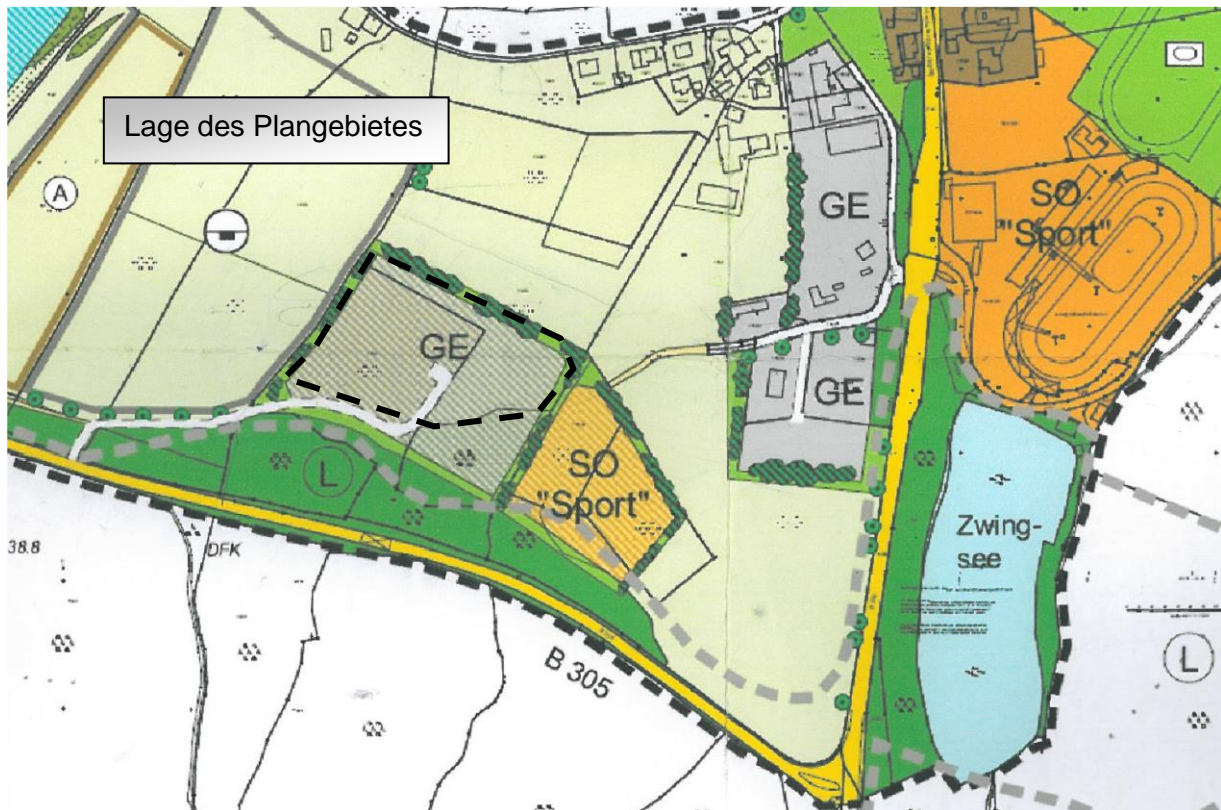 Lage des Plangebietes
A
GE
SO
"Sport"
GE
GE
SO
"Sport"
L
Zwing-
see
38.8
DFK
B 305
L